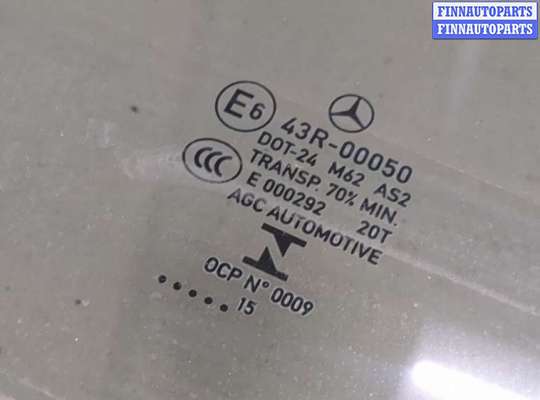 FINNAUTOPARTS
FINNAUTOPARTS
E6
43R-00050
DOT-24 M62 AS2
CCC
TRANSP. 70% MIN.
E 000292 20T
AGC AUTOMOTIVE
N
OCP N° 0009
.....15